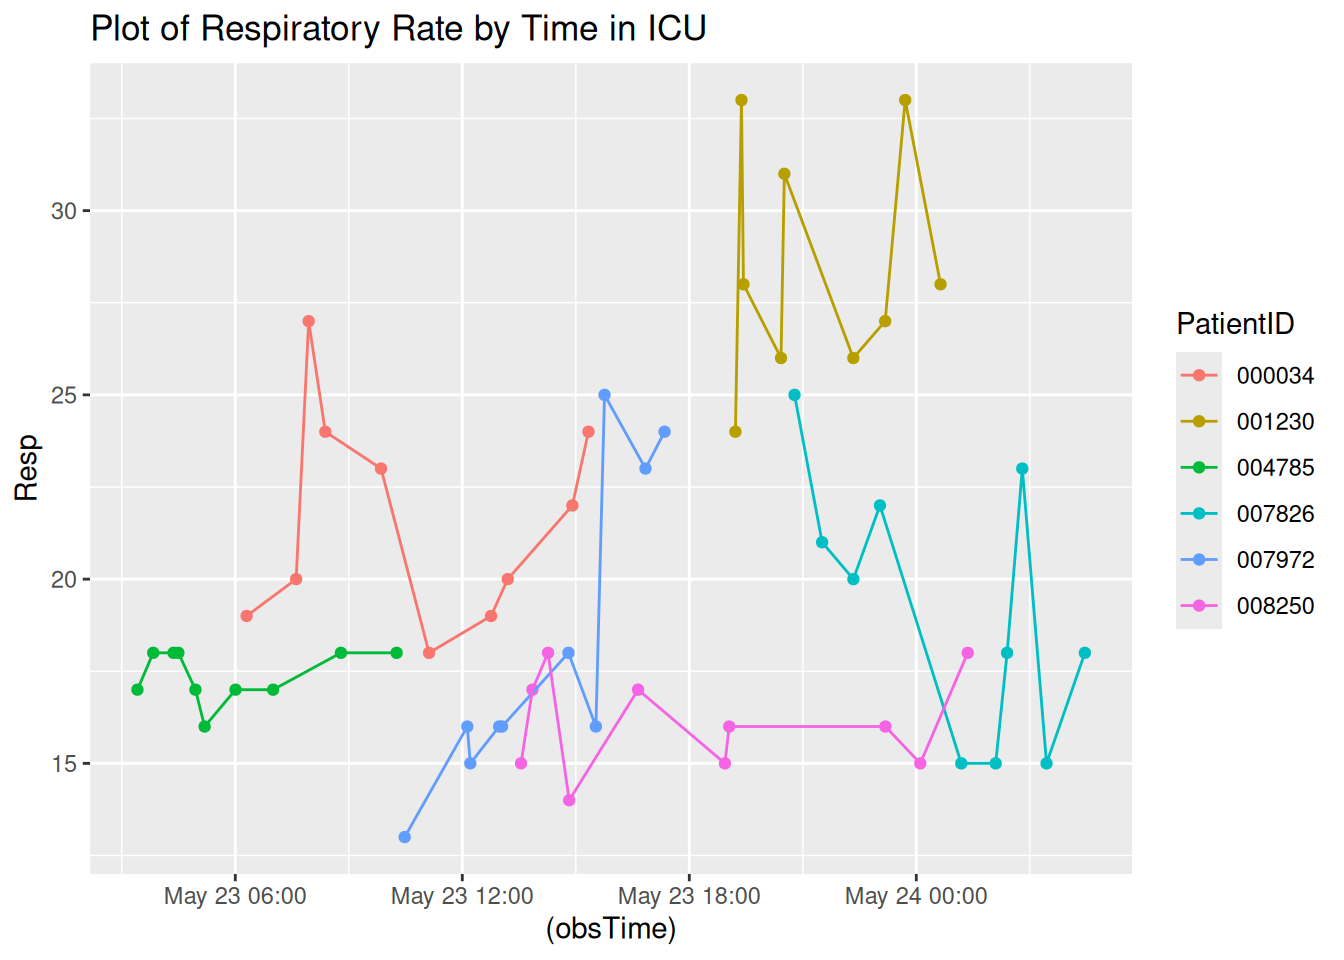 Plot of Respiratory Rate by Time in ICU
Resp
30
25
20
15
May 23 06:00 May 23 12:00 May 23 18:00 May 24 00:00
(obsTime)
PatientID
000034
001230
004785
007826
007972
008250